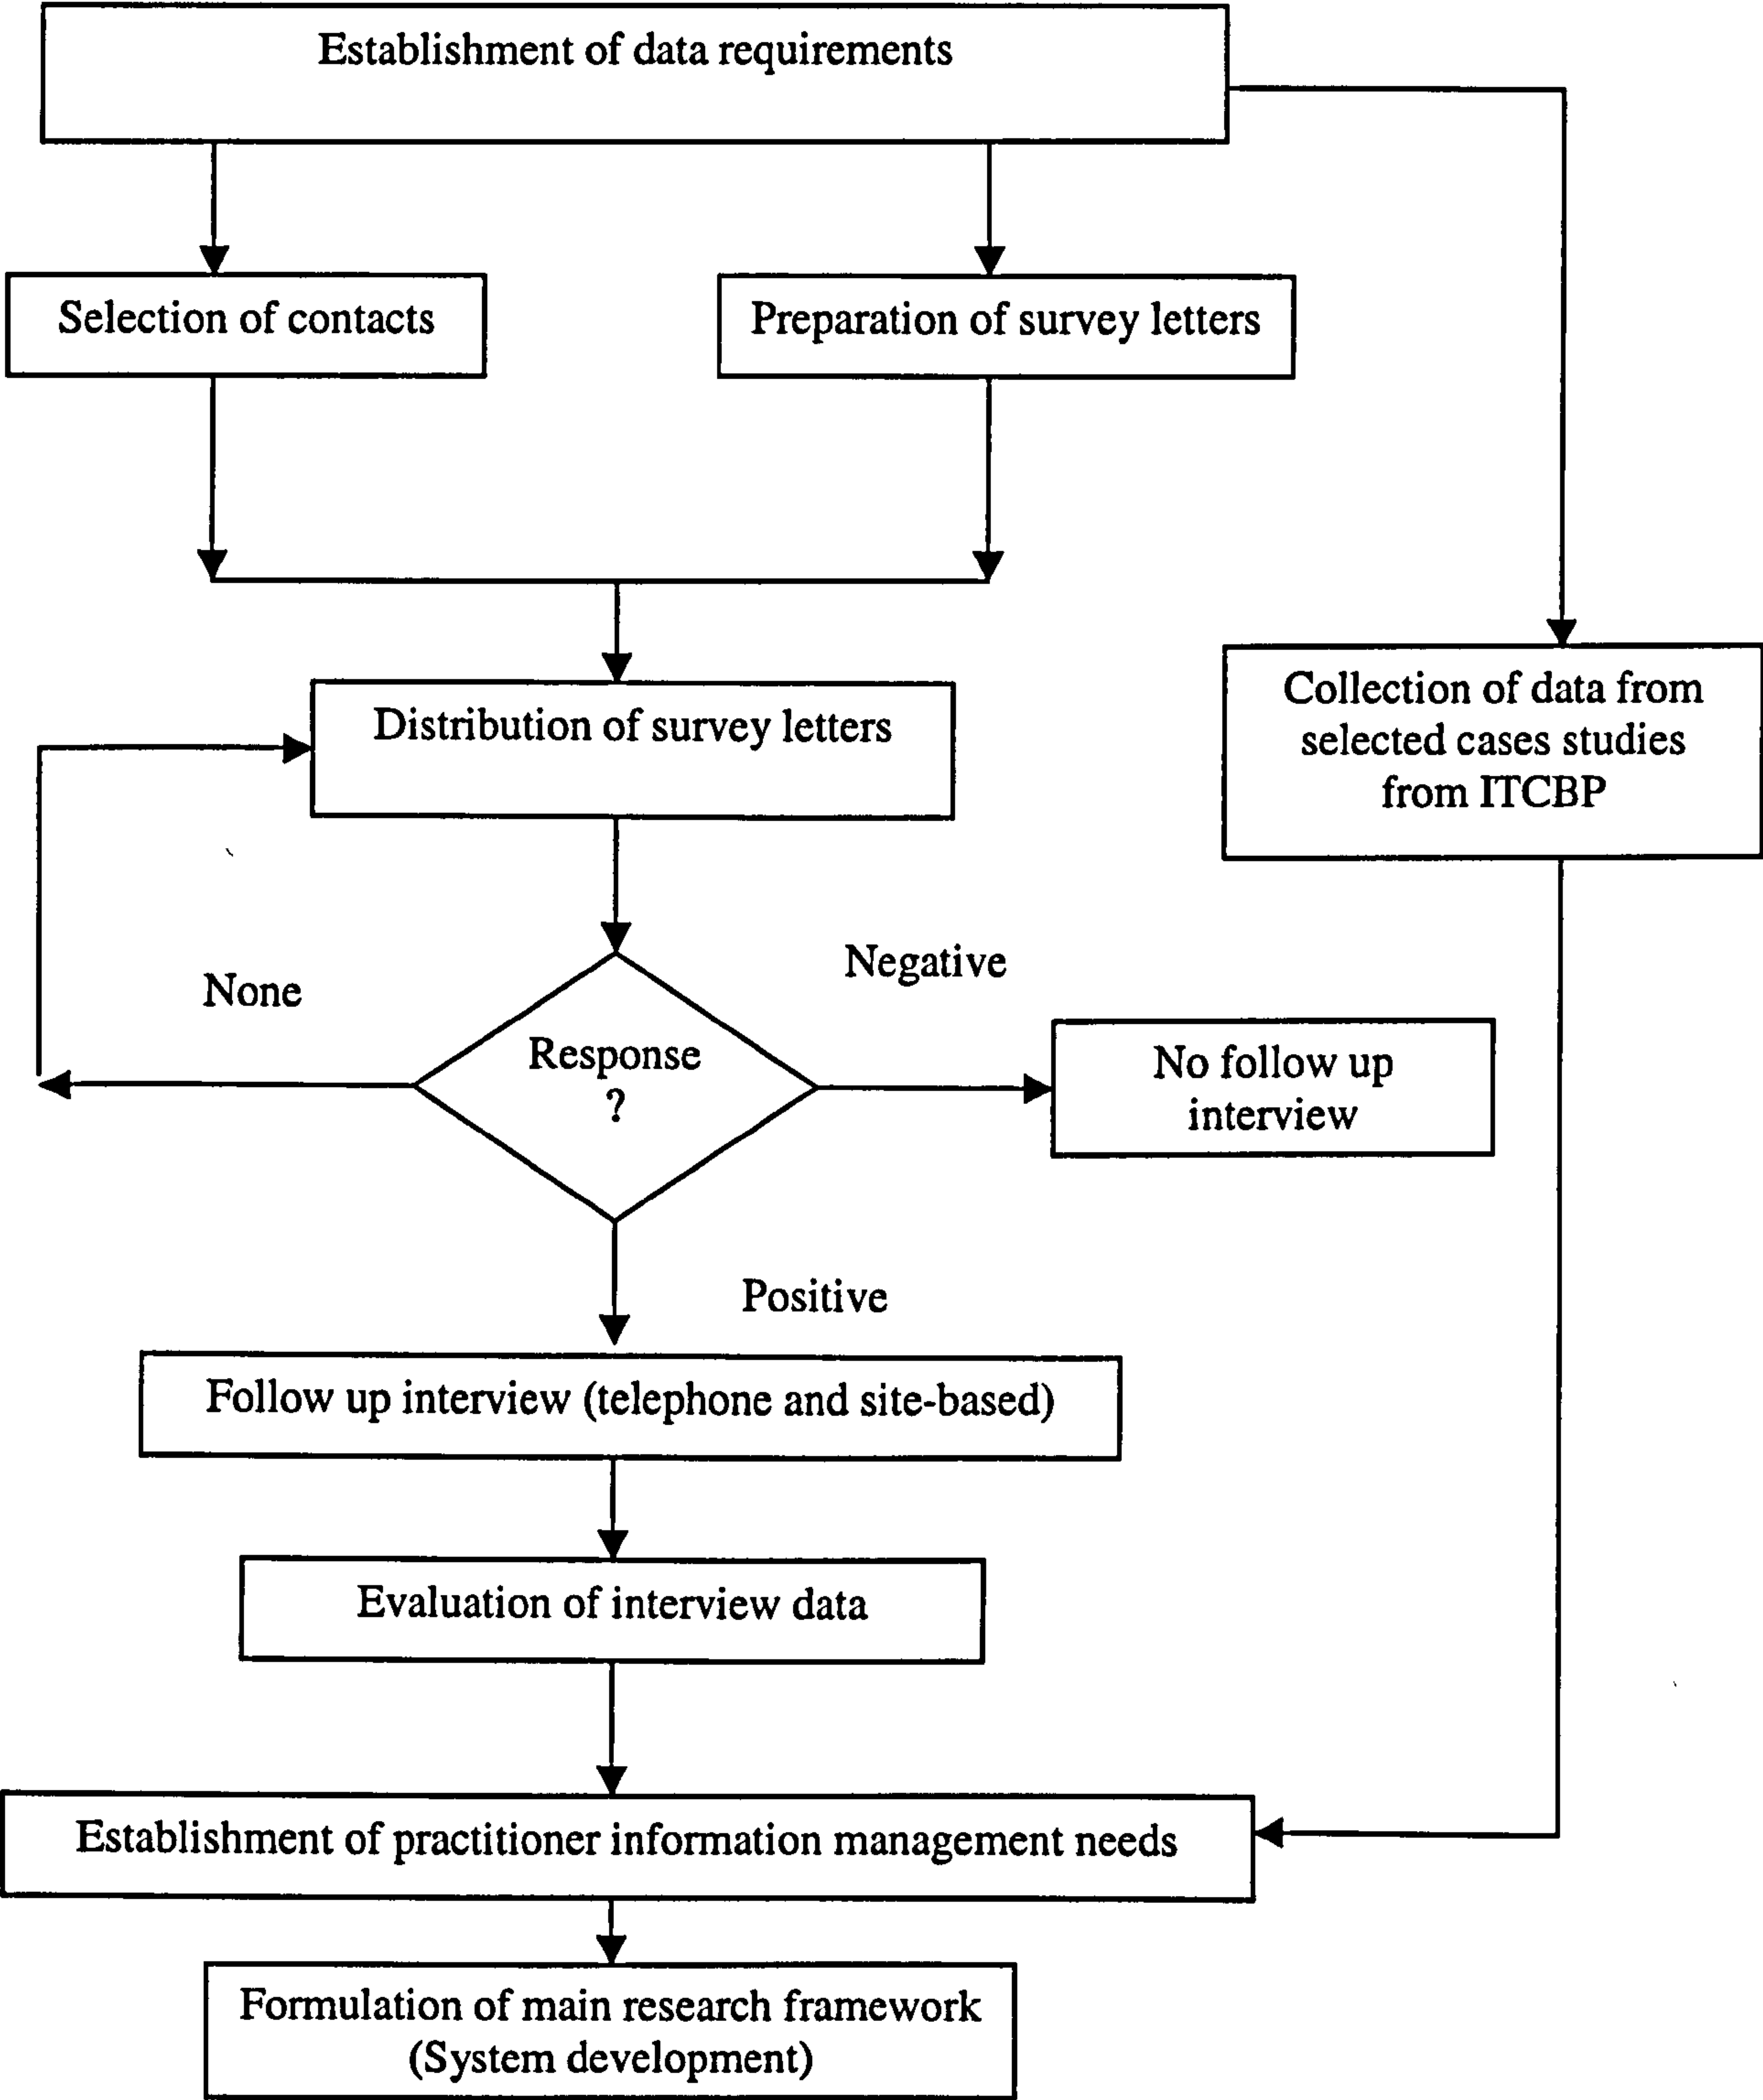 Establishment of data requirements
Selection of contacts
Preparation of survey letters
Distribution of survey letters
Collection of data from
selected cases studies
from ITCBP
Negative
None
Response
?
No follow up
interview
Positive
Follow up interview (telephone and site-based)
Evaluation of interview data
Establishment of practitioner information management needs
Formulation of main research framework
(System development)